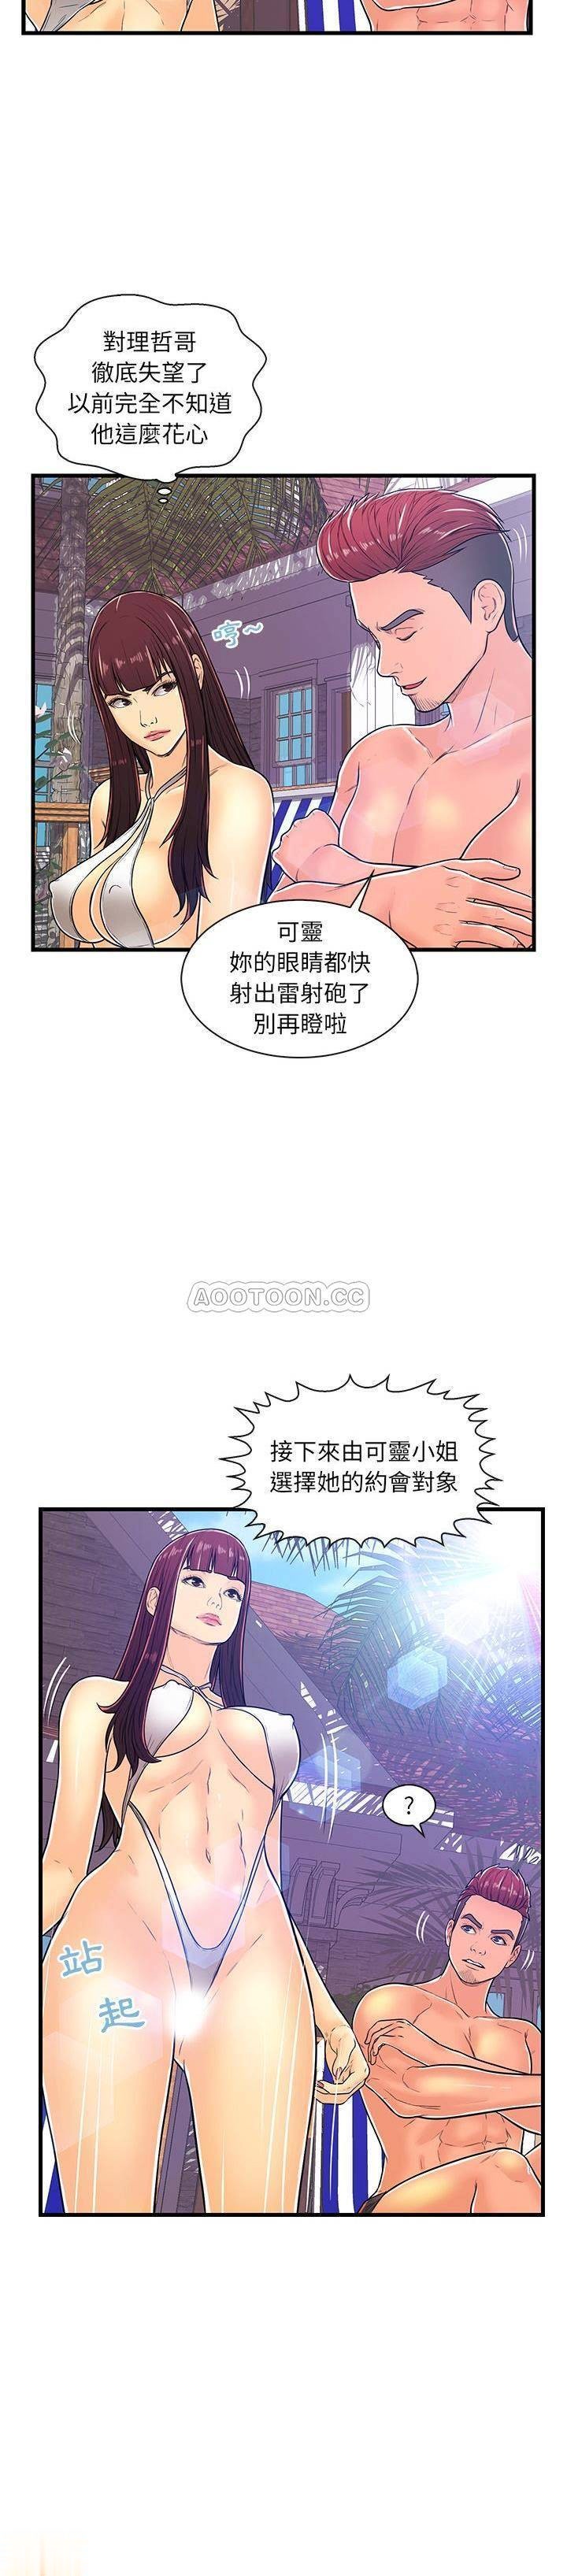 對理哲哥
徹底失望了
以前完全不知道
他這麼花心
哼~
可靈
妳的眼睛都快
射出雷射砲了
別再瞪啦
AOOTOON.CC
接下來由可靈小姐
選擇她的約會對象
?
站
起